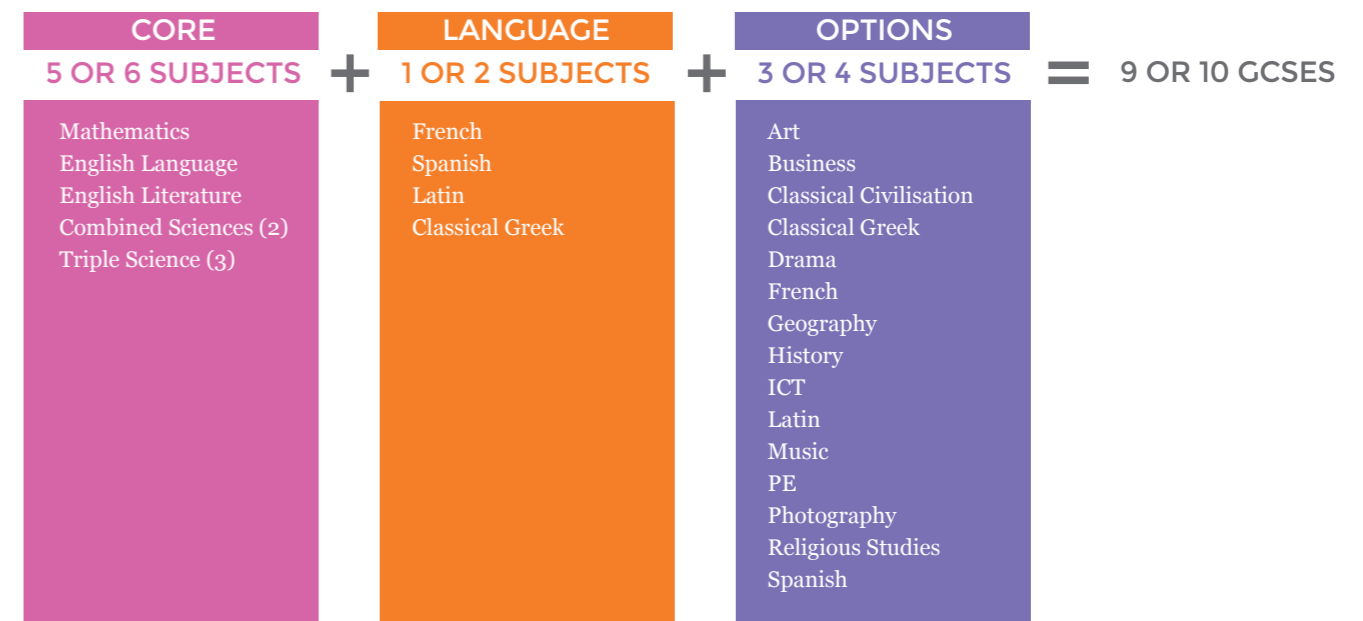 CORE + LANGUAGE + OPTIONS
5 OR 6 SUBJECTS 1 OR 2 SUBJECTS 3 OR 4 SUBJECTS = 9 OR 10 GCSES
Mathematics
English Language
English Literature
Combined Sciences (2)
Triple Science (3)
French
Spanish
Latin
Classical Greek
Art
Business
Classical Civilisation
Classical Greek
Drama
French
Geography
History
ICT
Latin
Music
PE
Photography
Religious Studies
Spanish